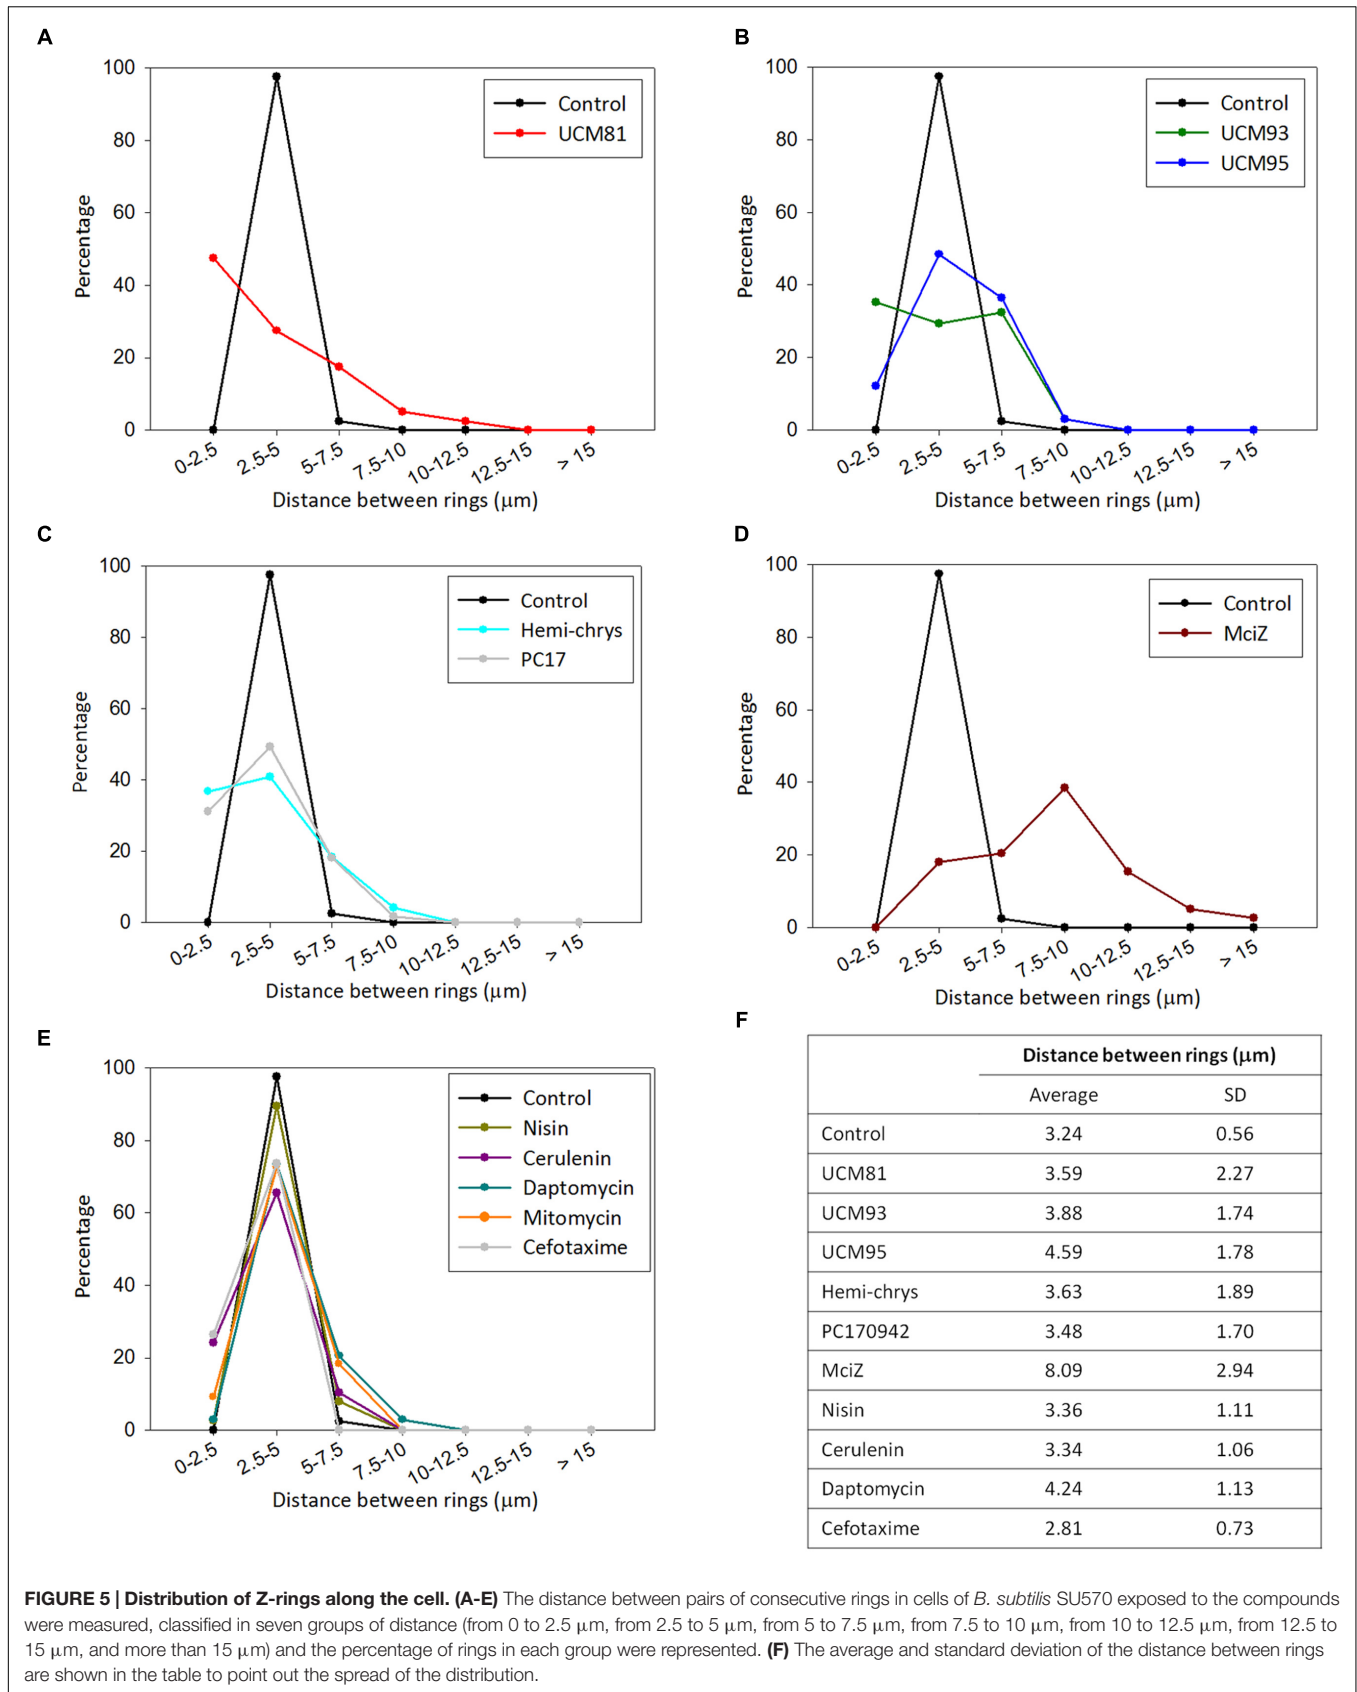 A
100
80
60
40
20
0
Percentage
Control
UCM81
0-2.5
2.5-5
5-7.5
7.5-10
10-12.5
12.5-15
> 15
Distance between rings (μm)
B
100
80
60
40
20
0
Percentage
Control
UCM93
UCM95
0-2.5
2.5-5
5-7.5
7.5-10
10-12.5
12.5-15
> 15
Distance between rings (μm)
C
100
80
60
40
20
0
Percentage
Control
Hemi-chrys
PC17
0-2.5
2.5-5
5-7.5
7.5-10
10-12.5
12.5-15
> 15
Distance between rings (μm)
D
100
80
60
40
20
0
Percentage
Control
MciZ
0-2.5
2.5-5
5-7.5
7.5-10
10-12.5
12.5-15
> 15
Distance between rings (μm)
E
100
80
60
40
20
0
Percentage
Control
Nisin
Cerulenin
Daptomycin
Mitomycin
Cefotaxime
0-2.5
2.5-5
5-7.5
7.5-10
10-12.5
12.5-15
> 15
Distance between rings (μm)
F
Distance between rings (μm)
Average SD
Control 3.24 0.56
UCM81 3.59 2.27
UCM93 3.88 1.74
UCM95 4.59 1.78
Hemi-chrys 3.63 1.89
PC170942 3.48 1.70
MciZ 8.09 2.94
Nisin 3.36 1.11
Cerulenin 3.34 1.06
Daptomycin 4.24 1.13
Cefotaxime 2.81 0.73
FIGURE 5 | Distribution of Z-rings along the cell. (A-E) The distance between pairs of consecutive rings in cells of B. subtilis SU570 exposed to the compounds
were measured, classified in seven groups of distance (from 0 to 2.5 μm, from 2.5 to 5 μm, from 5 to 7.5 μm, from 7.5 to 10 μm, from 10 to 12.5 μm, from 12.5 to
15 μm, and more than 15 μm) and the percentage of rings in each group were represented. (F) The average and standard deviation of the distance between rings
are shown in the table to point out the spread of the distribution.